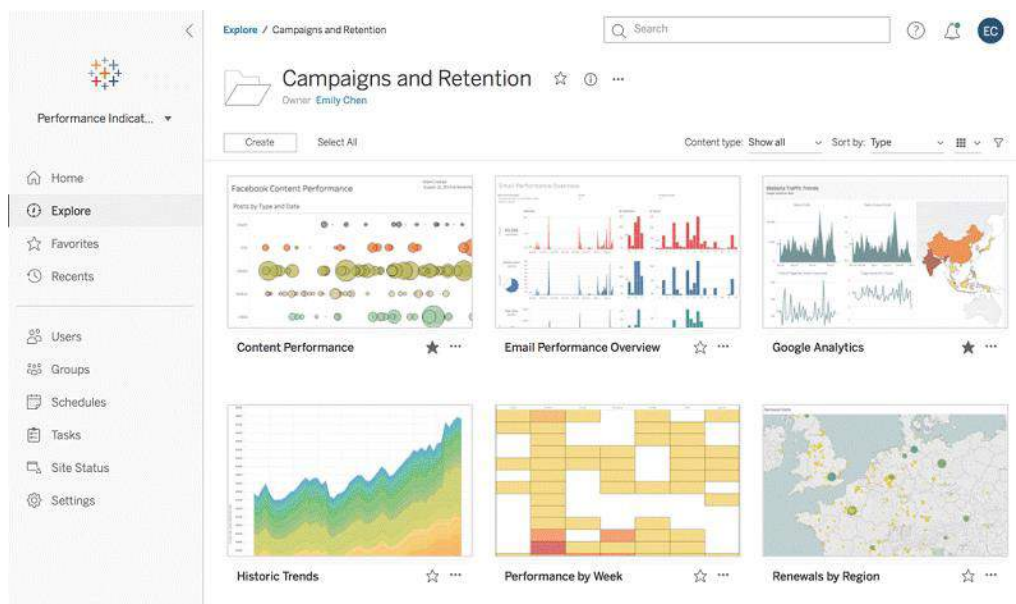 Explore / Campaigns and Retention
Search
EC
Campaigns and Retention
Owner Emily Chen
Performance Indicat...
Create
Select All
Content type: Show all
Sort by: Type
Home
Explore
Favorites
Recents
Users
Groups
Schedules
Tasks
Site Status
Settings
Facebook Content Performance
Posts by Type and Date
Content Performance
Email Performance Overview
Email Performance Overview
Website Traffic Trends
Google Analytics
Historic Trends
Performance by Week
Renewals by Region